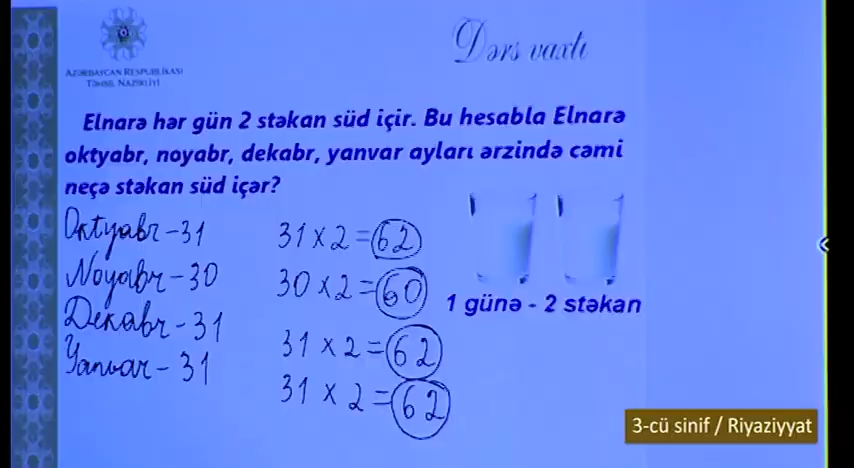 AZƏRBAYCAN RESPUBLİKASI
TƏHSİL NAZİRLİYİ
Dərs vaxtı
Elnarə hər gün 2 stəkan süd içir. Bu hesabla Elnarə
oktyabr, noyabr, dekabr, yanvar ayları ərzində cəmi
neçə stəkan süd içər?
Oktyabr - 31
31 x 2 = 62
Noyabr - 30
30 x 2 = 60
Dekabr - 31
31 x 2 = 62
Yanvar - 31
31 x 2 = 62
1 günə - 2 stəkan
3-cü sinif / Riyaziyyat